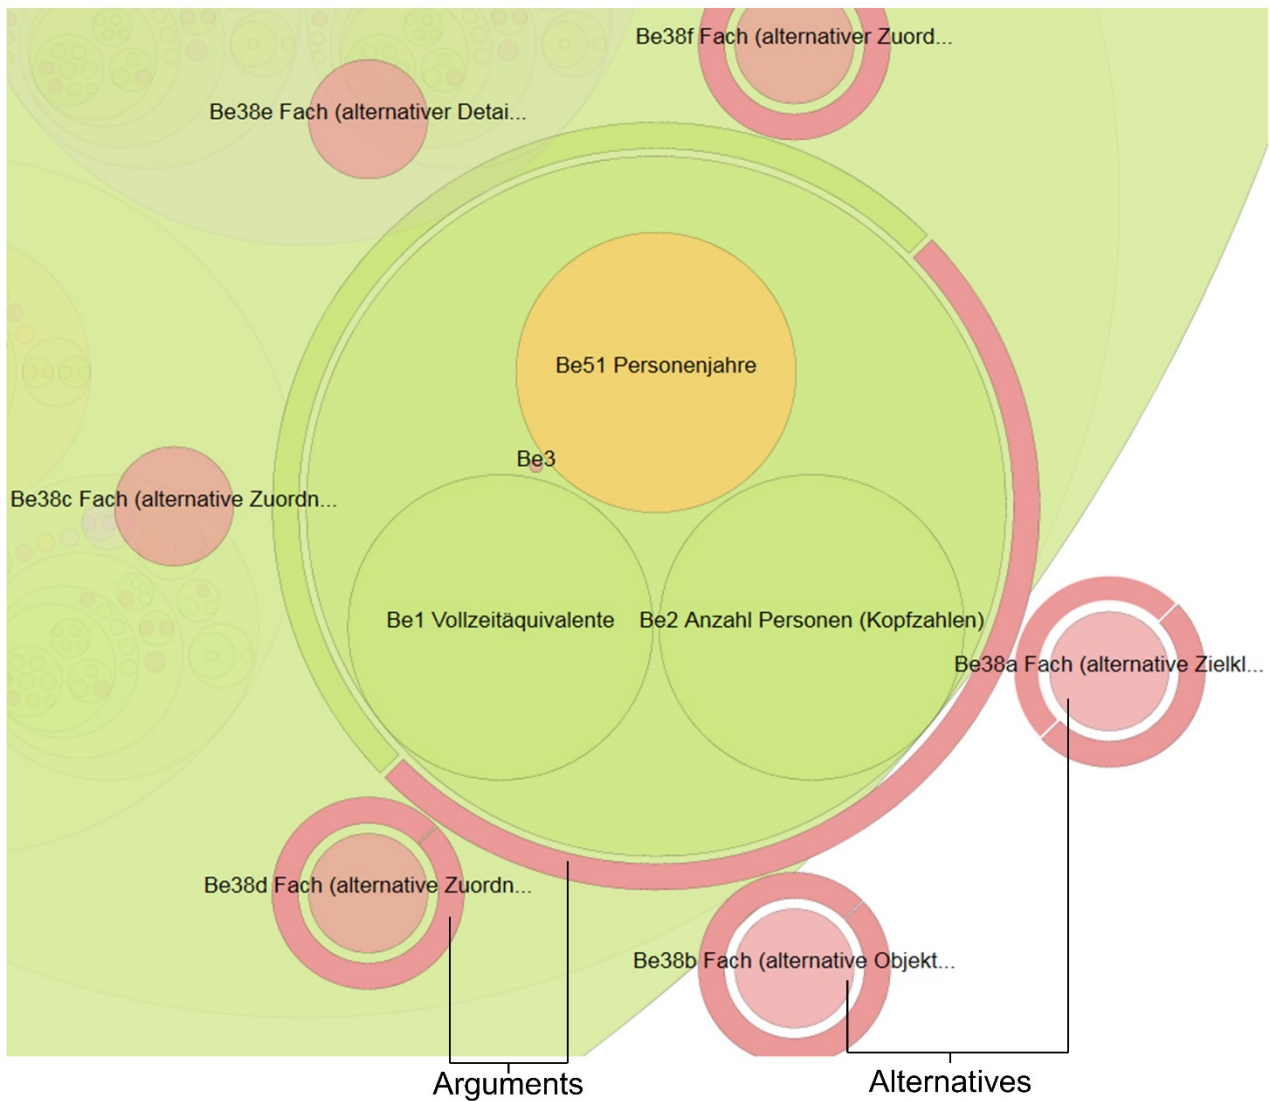 Be38f Fach (alternativer Zuord...
Be38e Fach (alternativer Detai...
Be51 Personenjahre
Be3
Be38c Fach (alternative Zuordn...
Be1 Vollzeitäquivalente
Be2 Anzahl Personen (Kopfzahlen)
Be38a Fach (alternative Zielkl...
Be38d Fach (alternative Zuordn...
Be38b Fach (alternative Objekt...
Arguments
Alternatives